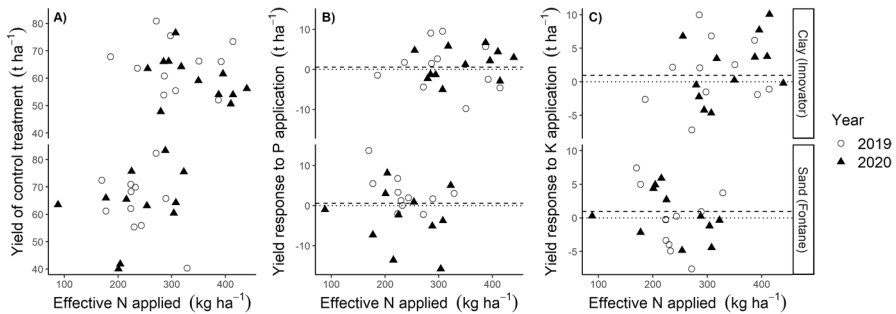 A)
B)
C)
Yield of control treatment (t ha⁻¹)
80
70
60
50
80
70
60
50
40
100 200 300 400
Effective N applied (kg ha⁻¹)
Yield response to P application (t ha⁻¹)
10
0
-10
10
0
-10
100 200 300 400
Effective N applied (kg ha⁻¹)
Yield response to K application (t ha⁻¹)
10
5
0
-5
10
5
0
-5
100 200 300 400
Effective N applied (kg ha⁻¹)
Clay (Innovator)
Sand (Fontane)
Year
2019
2020